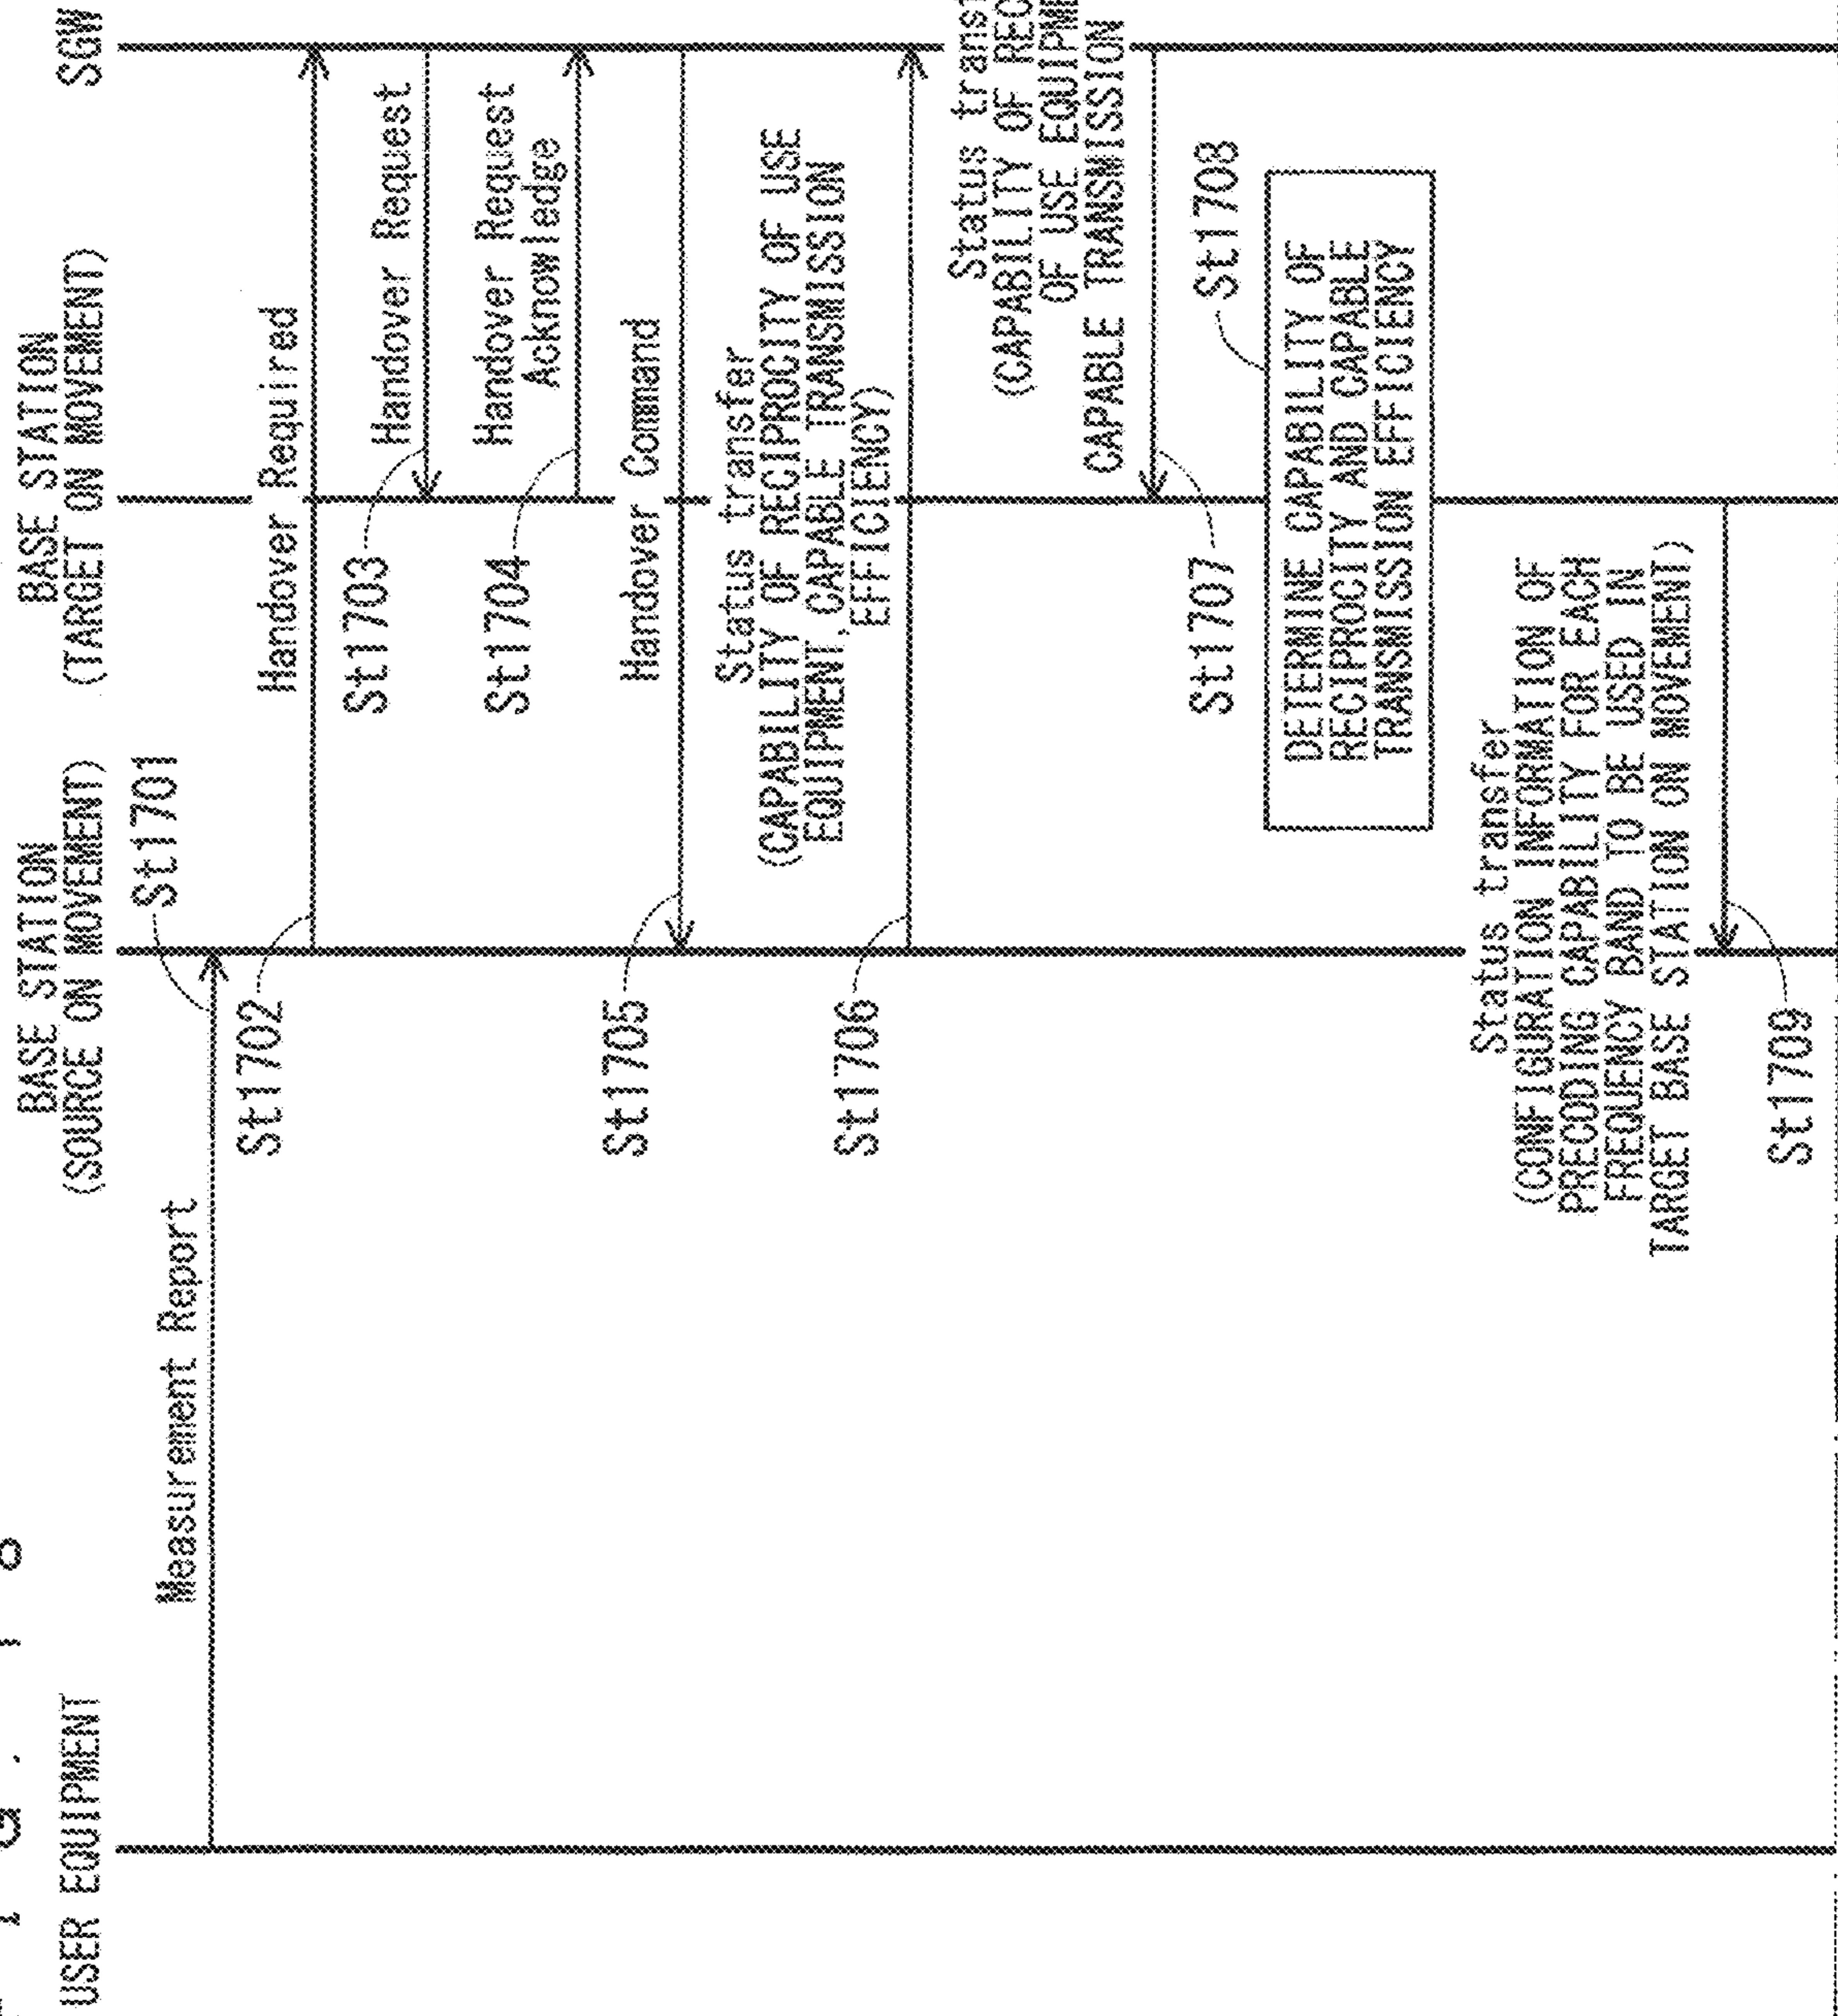 USER EQUIPMENT
BASE STATION
(SOURCE ON MOVEMENT)
BASE STATION
(TARGET ON MOVEMENT)
SGW
Measurement Report
St1701
Handover Required
St1702
Handover Request
St1703
Handover Request
Acknowledge
St1704
Handover Command
St1705
Status transfer
(CAPABILITY OF RECIPROCITY OF USE
EQUIPMENT, CAPABLE TRANSMISSION
EFFICIENCY)
St1706
Status
(CAPABILITY OF
OF USE
CAPABLE TRANSMISSION
St1707
St1708
DETERMINE CAPABILITY OF
RECIPROCITY AND CAPABLE
TRANSMISSION EFFICIENCY
Status transfer
(CONFIGURATION INFORMATION OF
PRECODING CAPABILITY FOR EACH
FREQUENCY BAND TO BE USED IN
TARGET BASE STATION ON MOVEMENT)
St1709